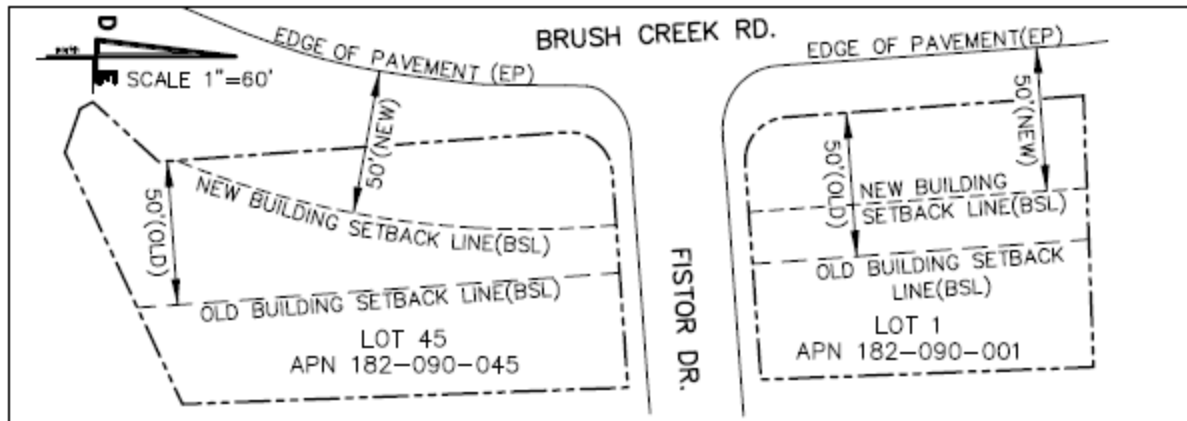 BRUSH CREEK RD.
EDGE OF PAVEMENT (EP)
EDGE OF PAVEMENT(EP)
SCALE 1"=60'
50'(NEW)
50'(NEW)
50'(OLD)
50'(OLD)
NEW BUILDING SETBACK LINE(BSL)
NEW BUILDING
SETBACK LINE(BSL)
OLD BUILDING SETBACK LINE(BSL)
OLD BUILDING SETBACK
LINE(BSL)
FISTOR DR.
LOT 45
APN 182-090-045
LOT 1
APN 182-090-001